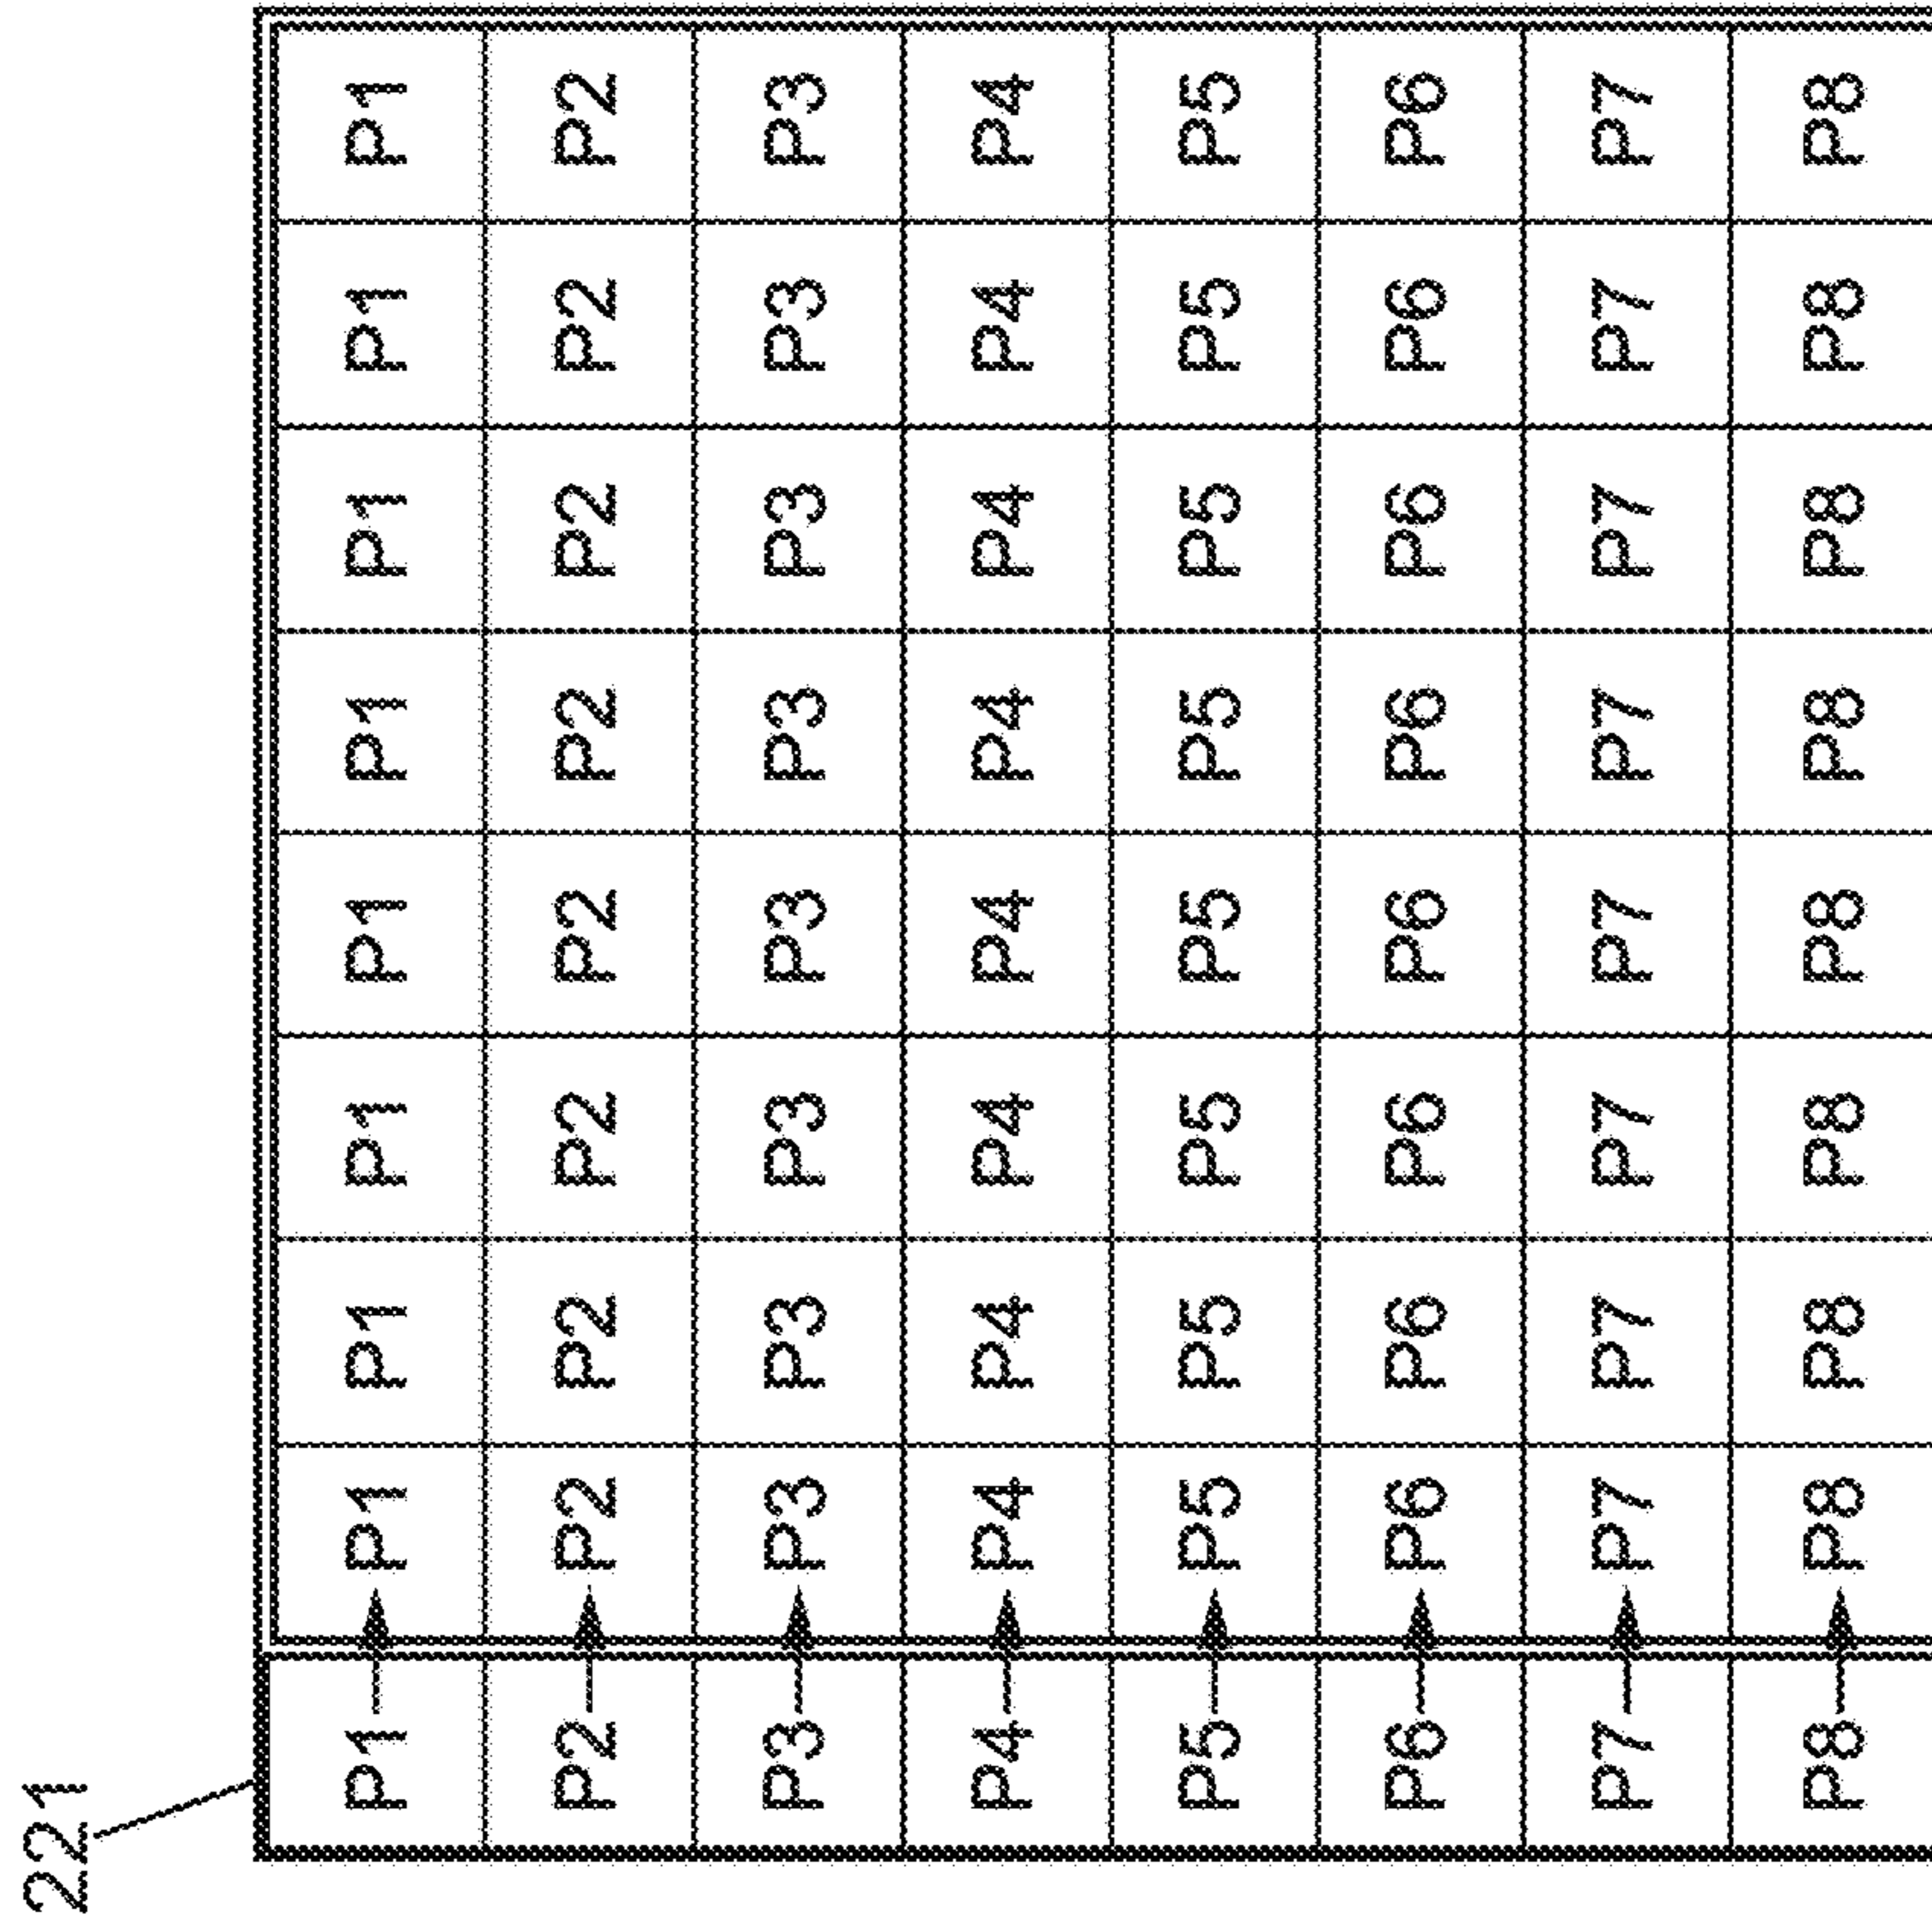 221
P1 P1 P1 P1 P1 P1 P1 P1 P1
P2 P2 P2 P2 P2 P2 P2 P2 P2
P3 P3 P3 P3 P3 P3 P3 P3 P3
P4 P4 P4 P4 P4 P4 P4 P4 P4
P5 P5 P5 P5 P5 P5 P5 P5 P5
P6 P6 P6 P6 P6 P6 P6 P6 P6
P7 P7 P7 P7 P7 P7 P7 P7 P7
P8 P8 P8 P8 P8 P8 P8 P8 P8